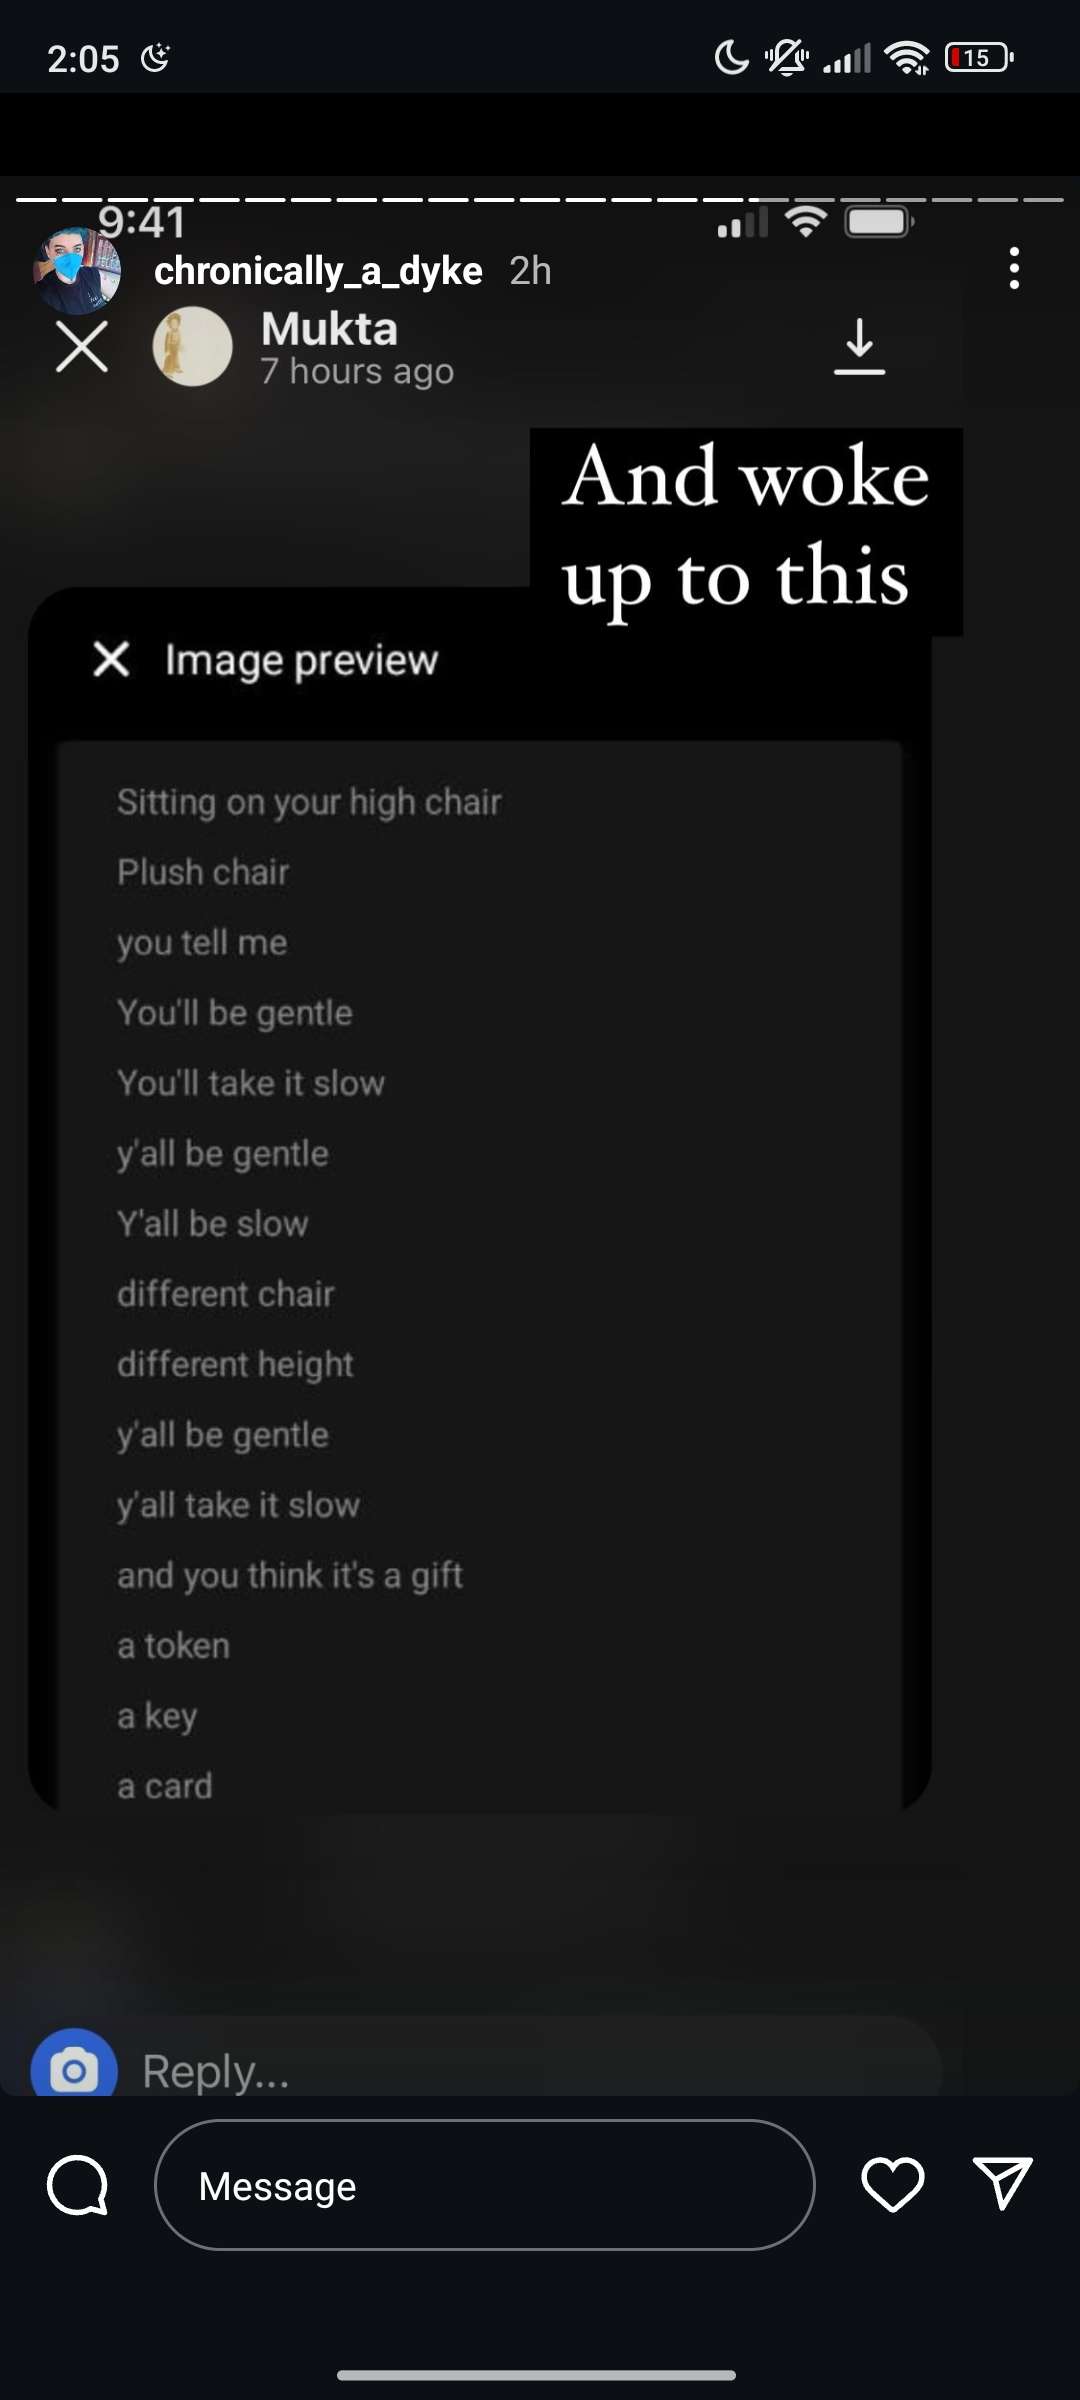 2:05
15
9:41
chronically_a_dyke 2h
Mukta
7 hours ago
And woke
up to this
Image preview
Sitting on your high chair
Plush chair
you tell me
You'll be gentle
You'll take it slow
y'all be gentle
Y'all be slow
different chair
different height
y'all be gentle
y'all take it slow
and you think it's a gift
a token
a key
a card
Reply...
Message